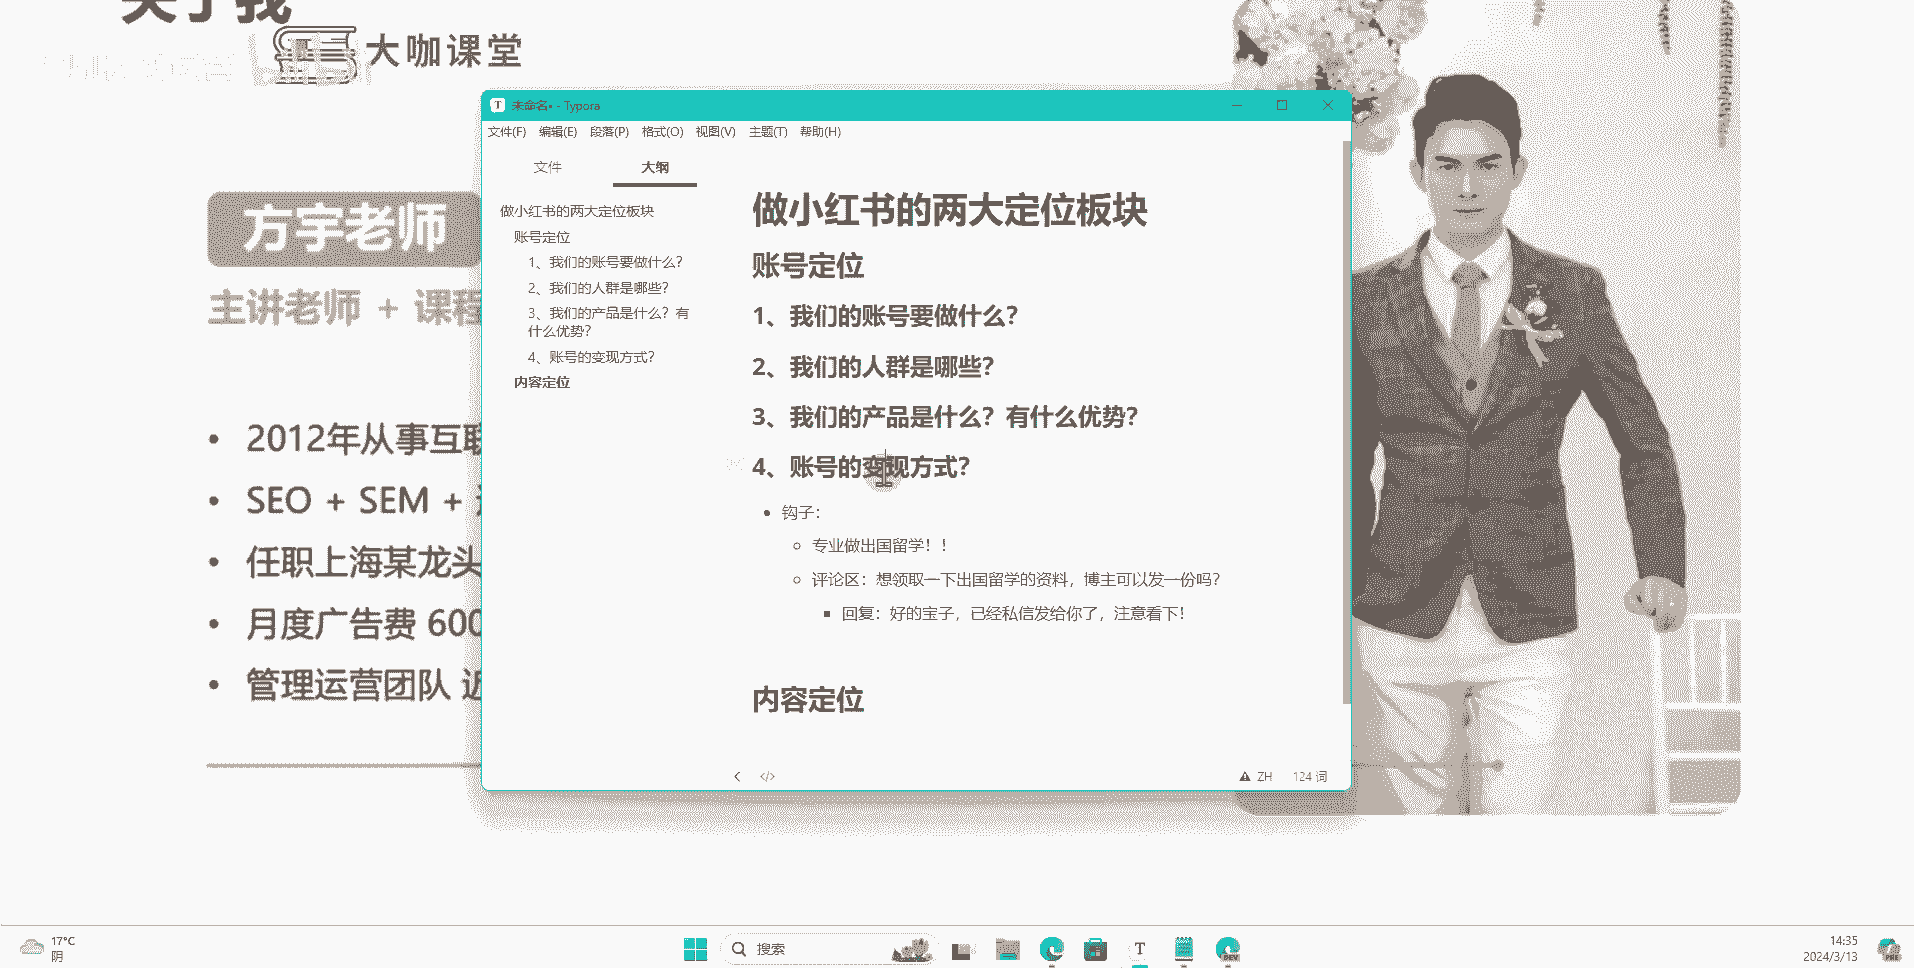 关于我
大咖课堂
方宇老师
主讲老师 + 课程
2012年从事互联
SEO + SEM +
任职上海某龙头
月度广告费 600
管理运营团队 近
未命名• - Typora
文件(F) 编辑(E) 段落(P) 格式(O) 视图(V) 主题(T) 帮助(H)
文件 大纲
做小红书的两大定位板块
账号定位
1、我们的账号要做什么？
2、我们的人群是哪些？
3、我们的产品是什么？有
什么优势？
4、账号的变现方式？
内容定位
做小红书的两大定位板块
账号定位
1、我们的账号要做什么？
2、我们的人群是哪些？
3、我们的产品是什么？有什么优势？
4、账号的变现方式？
钩子：
专业做出国留学！！
评论区：想领取一下出国留学的资料，博主可以发一份吗？
回复：好的宝子，已经私信发给你了，注意看下！
内容定位
ZH 124 词
17°C
阴
搜索
DEV
14:35
2024/3/13
PRE